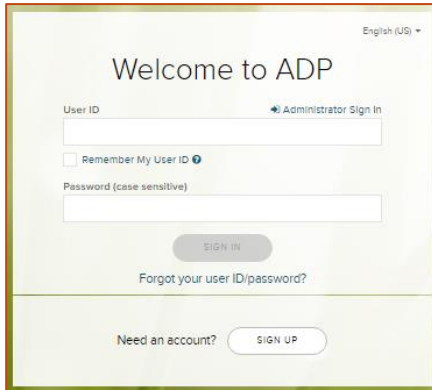 English (US)
Welcome to ADP
User ID
Administrator Sign In
Remember My User ID
Password (case sensitive)
SIGN IN
Forgot your user ID/password?
Need an account? SIGN UP